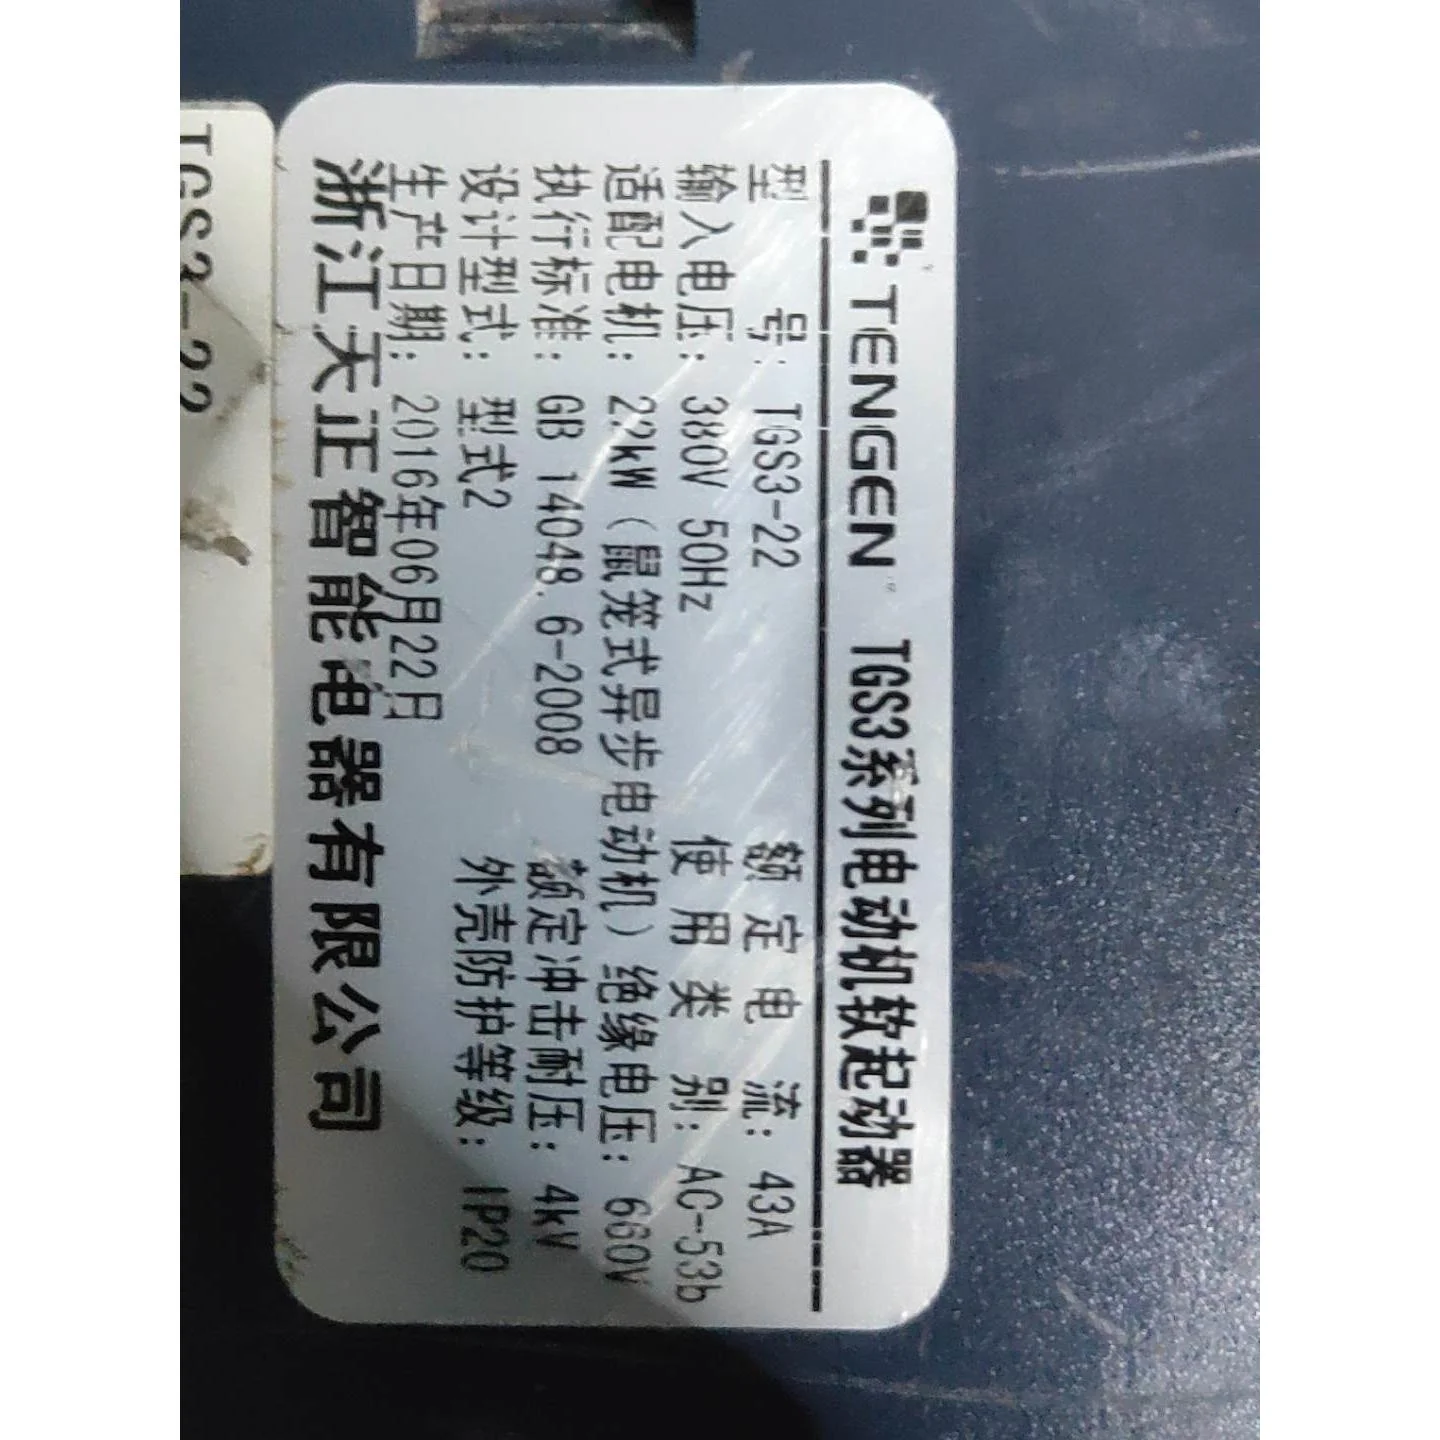 TENGEN TGS3系列电动机软起动器
型号: TGS3-22 额定电流: 43A
输入电压: 380V 50Hz 使用类别: AC-53b
适配电机: 22kW (鼠笼式异步电动机) 绝缘电压: 660V
执行标准: GB 14048.6-2008 额定冲击耐压: 4kV
设计型式: 型式2 外壳防护等级: IP20
生产日期: 2016年06月22日
浙江天正智能电器有限公司
TGS3-22